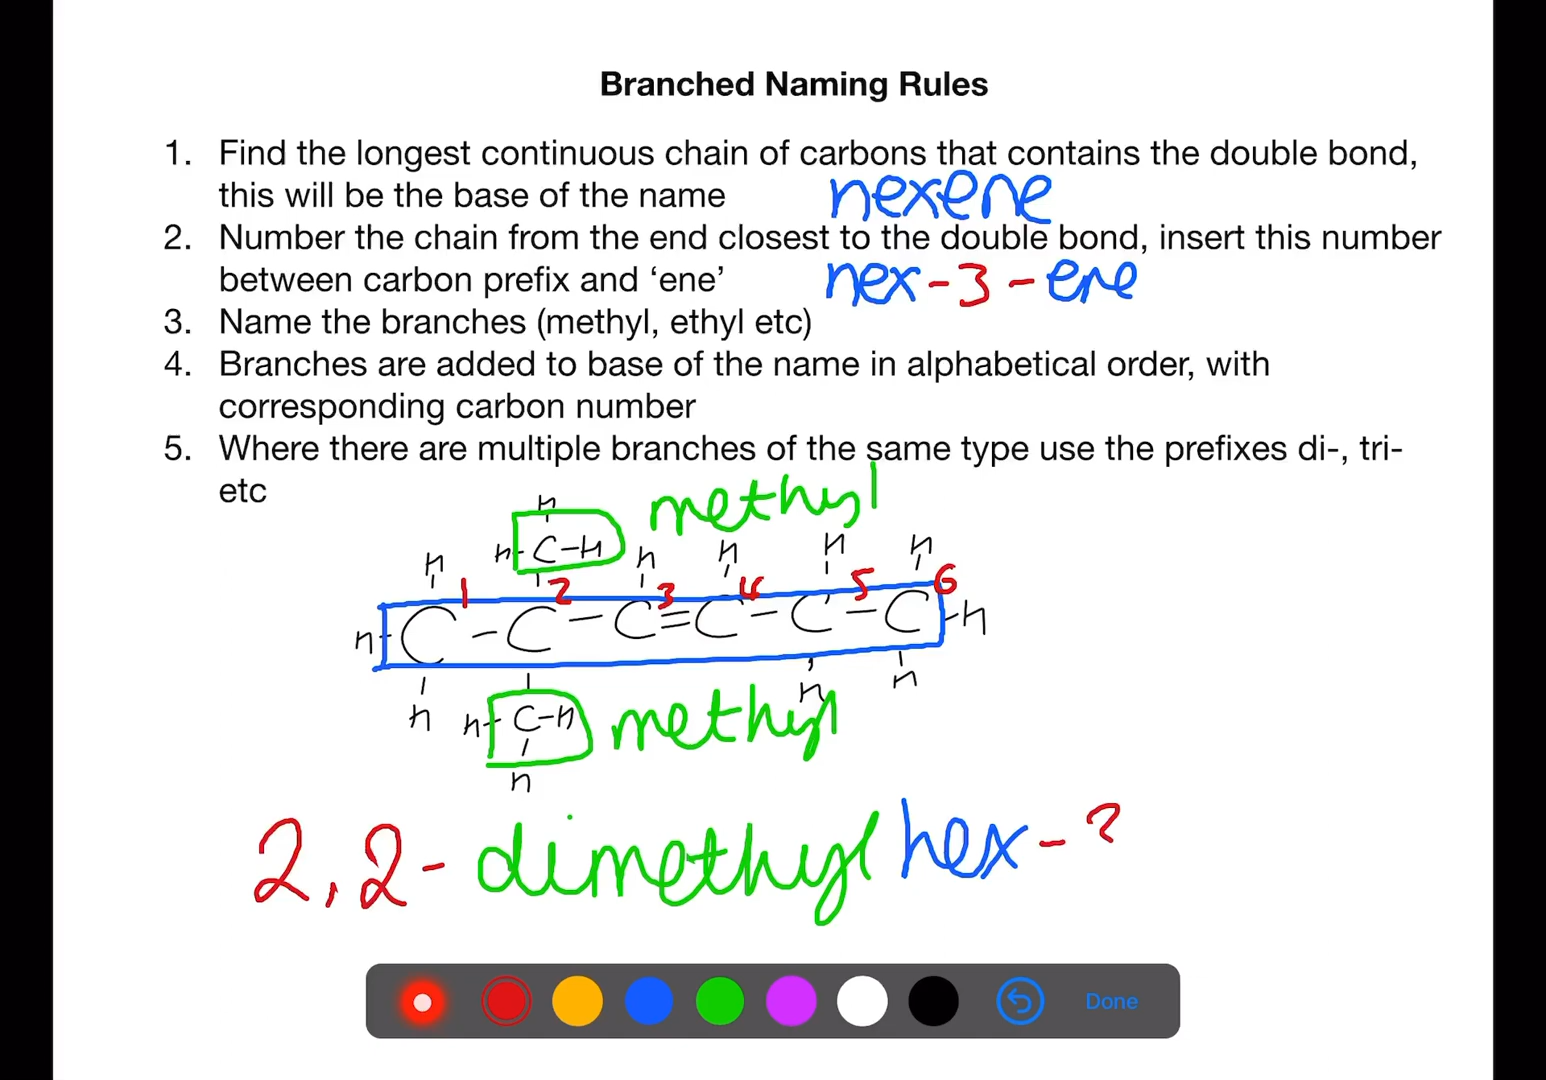 Branched Naming Rules
1. Find the longest continuous chain of carbons that contains the double bond,
this will be the base of the name hexene
2. Number the chain from the end closest to the double bond, insert this number
between carbon prefix and ‘ene’ hex-3-ene
3. Name the branches (methyl, ethyl etc)
4. Branches are added to base of the name in alphabetical order, with
corresponding carbon number
5. Where there are multiple branches of the same type use the prefixes di-, tri-
etc
H methyl
H-C-H
H H H H H
1 2 3 4 5 6
H-C-C-C=C-C-C-H
H H H
H-C-H methyl
H
2,2-dimethylhex-3
Done